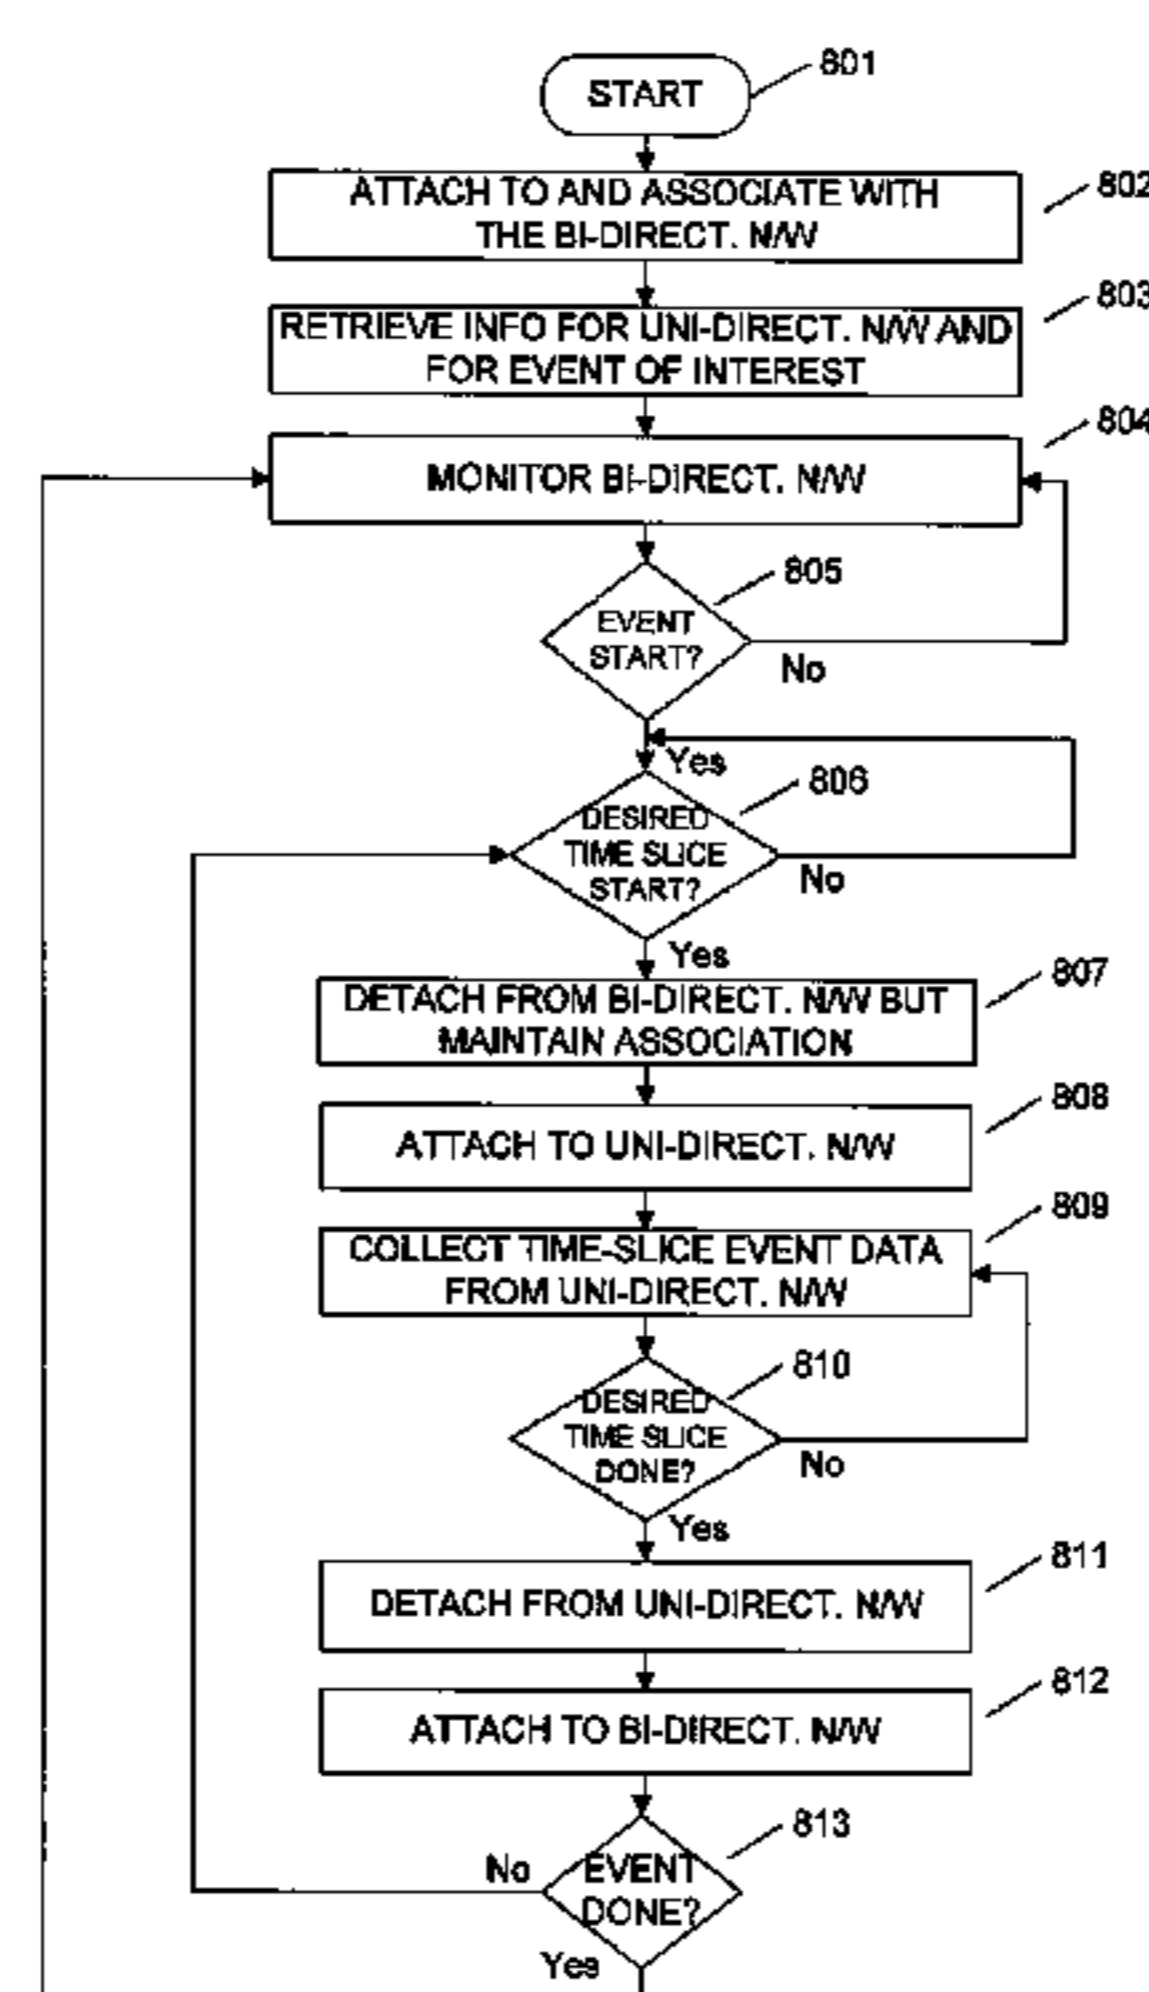 801
START
802
ATTACH TO AND ASSOCIATE WITH
THE BI-DIRECT. N/W
803
RETRIEVE INFO FOR UNI-DIRECT. N/W AND
FOR EVENT OF INTEREST
804
MONITOR BI-DIRECT. N/W
805
EVENT
START?
No
Yes
806
DESIRED
TIME SLICE
START?
No
Yes
807
DETACH FROM BI-DIRECT. N/W BUT
MAINTAIN ASSOCIATION
808
ATTACH TO UNI-DIRECT. N/W
809
COLLECT TIME-SLICE EVENT DATA
FROM UNI-DIRECT. N/W
810
DESIRED
TIME SLICE
DONE?
No
Yes
811
DETACH FROM UNI-DIRECT. N/W
812
ATTACH TO BI-DIRECT. N/W
813
No
EVENT
DONE?
Yes